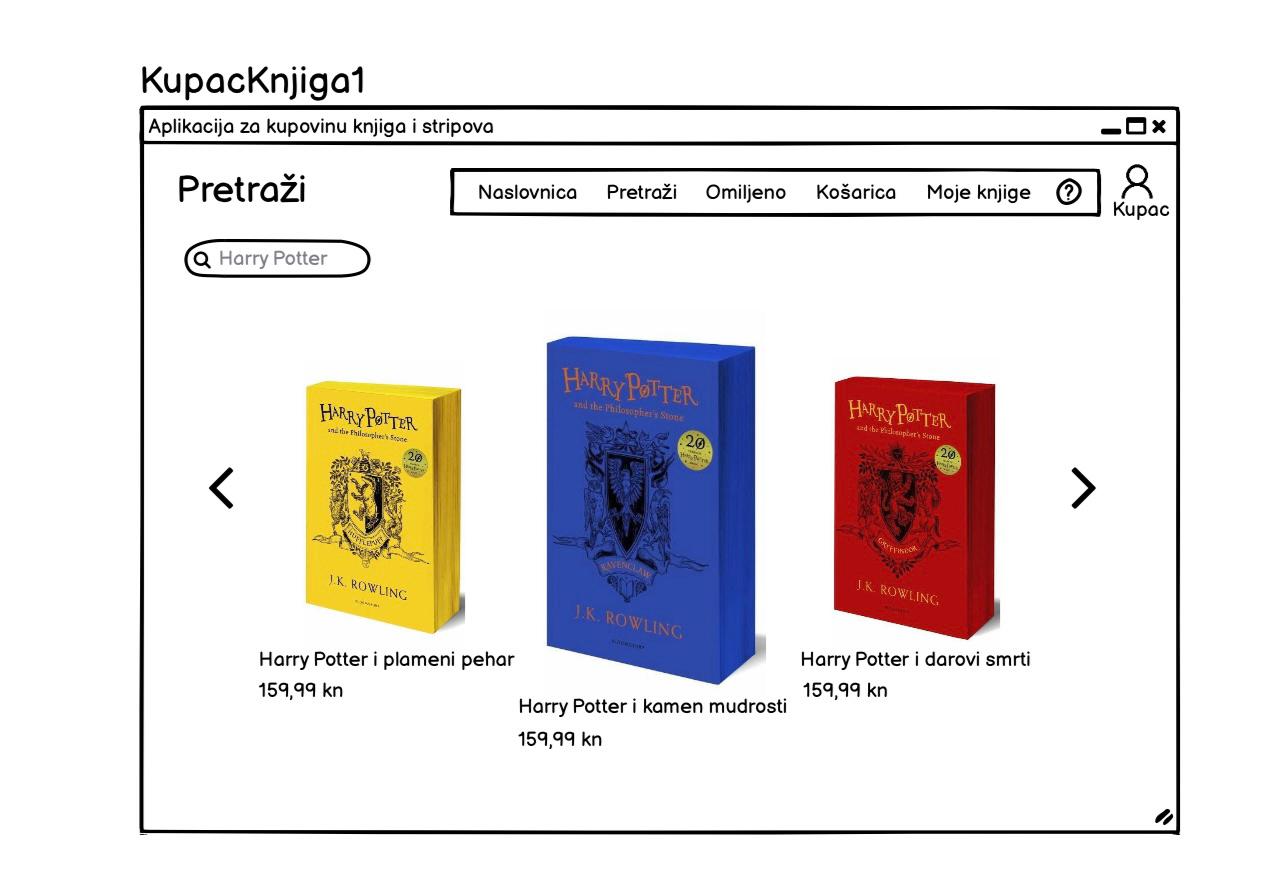 KupacKnjiga1
Aplikacija za kupovinu knjiga i stripova
Pretraži
Naslovnica Pretraži Omiljeno Košarica Moje knjige ?
Kupac
Harry Potter
HARRY POTTER
and the Philosopher's Stone
20
HUFFLEPUFF
J.K. ROWLING
Harry Potter i plameni pehar
159,99 kn
HARRY POTTER
and the Philosopher's Stone
20
RAVENCLAW
J.K. ROWLING
BLOOMSBURY
Harry Potter i kamen mudrosti
159,99 kn
HARRY POTTER
and the Philosopher's Stone
20
GRYFFINDOR
J.K. ROWLING
Harry Potter i darovi smrti
159,99 kn